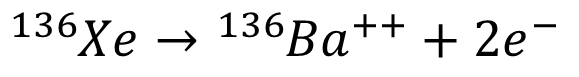 ¹³⁶Xe → ¹³⁶Ba⁺⁺ + 2e⁻